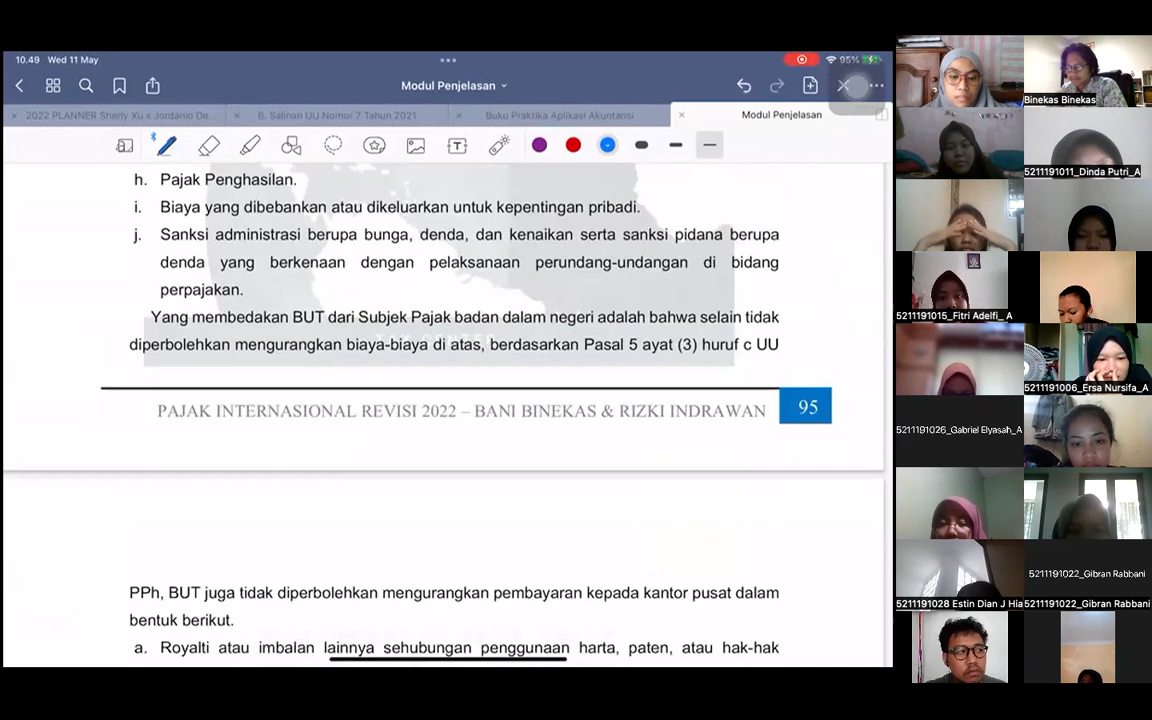 10.49 Wed 11 May
95%
Modul Penjelasan
2022 PLANNER Sherly Xu x Jordanio De...
6. Salinan UU Nomor 7 Tahun 2021
Buku Praktika Aplikasi Akuntansi
Modul Penjelasan
h. Pajak Penghasilan.
i. Biaya yang dibebankan atau dikeluarkan untuk kepentingan pribadi.
j. Sanksi administrasi berupa bunga, denda, dan kenaikan serta sanksi pidana berupa
denda yang berkenaan dengan pelaksanaan perundang-undangan di bidang
perpajakan.
Yang membedakan BUT dari Subjek Pajak badan dalam negeri adalah bahwa selain tidak
diperbolehkan mengurangkan biaya-biaya di atas, berdasarkan Pasal 5 ayat (3) huruf c UU
PAJAK INTERNASIONAL REVISI 2022 – BANI BINEKAS & RIZKI INDRAWAN 95
PPh, BUT juga tidak diperbolehkan mengurangkan pembayaran kepada kantor pusat dalam
bentuk berikut.
a. Royalti atau imbalan lainnya sehubungan penggunaan harta, paten, atau hak-hak
Binekas Binekas
5211191011_Dinda Putri_A
5211191015_Fitri Adelfi_ A
5211191006_Ersa Nursifa_A
5211191026_Gabriel Elyasah_A
5211191022_Gibran Rabbani
5211191028 Estin Dian J Hia
5211191022_Gibran Rabbani